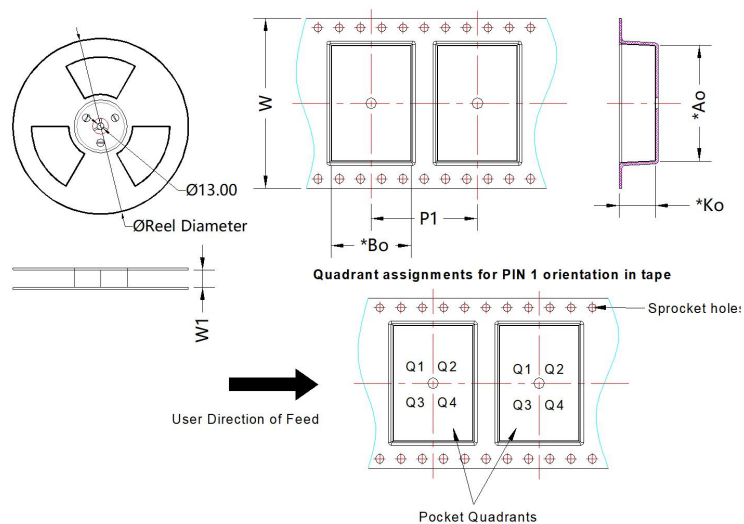 W
*Ao
Ø13.00
ØReel Diameter
P1
*Ko
*Bo
Quadrant assignments for PIN 1 orientation in tape
W1
Sprocket holes
Q1 Q2 Q1 Q2
Q3 Q4 Q3 Q4
User Direction of Feed
Pocket Quadrants